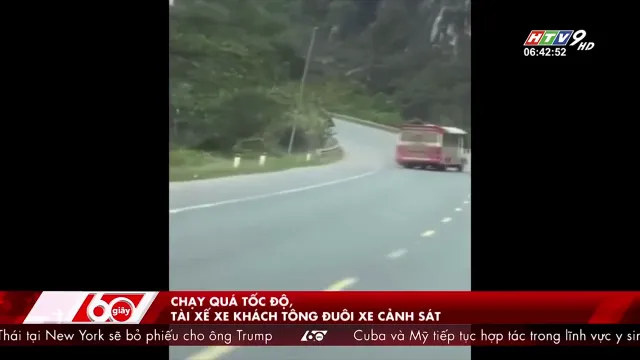 HTV9 HD
06:42:52
60 giây
CHẠY QUÁ TỐC ĐỘ,
TÀI XẾ XE KHÁCH TÔNG ĐUÔI XE CẢNH SÁT
Thái tại New York sẽ bỏ phiếu cho ông Trump 60 Cuba và Mỹ tiếp tục hợp tác trong lĩnh vực y sin